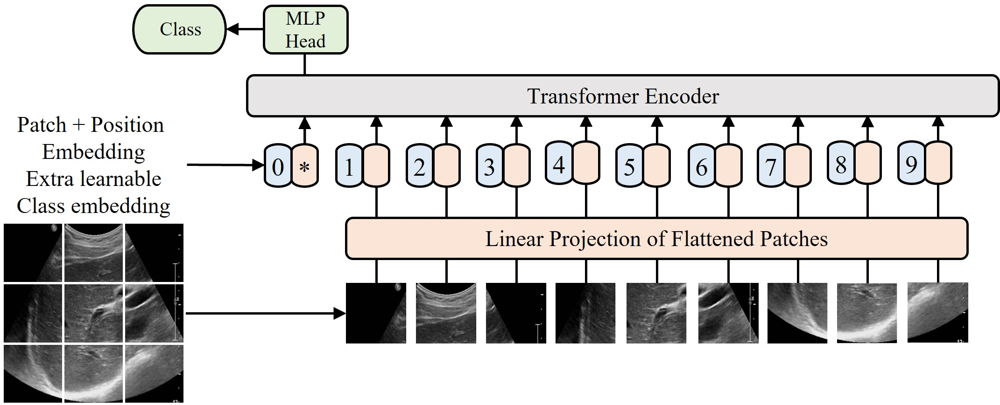 Class
MLP
Head
Transformer Encoder
Patch + Position
Embedding
Extra learnable
Class embedding
0 * 1 2 3 4 5 6 7 8 9
Linear Projection of Flattened Patches
P
X
P
X